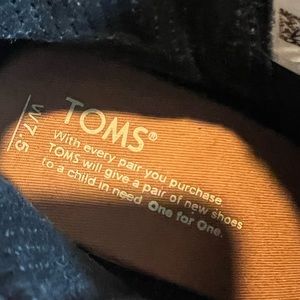 TOMS®
With every pair you purchase
TOMS will give a pair of new shoes
to a child in need. One for One.
W7.5